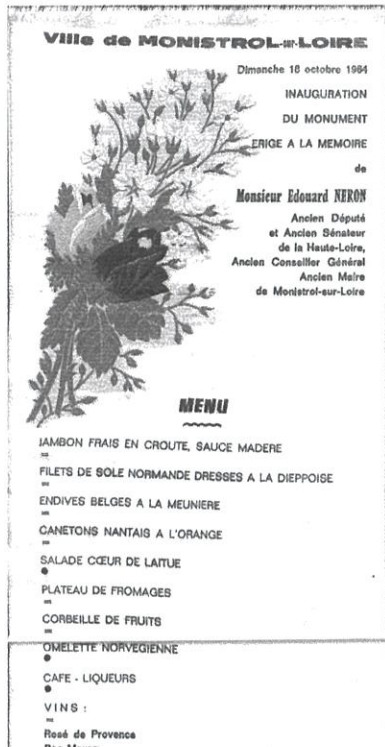 Ville de MONISTROL-sur-LOIRE
Dimanche 18 octobre 1964
INAUGURATION
DU MONUMENT
ERIGE A LA MEMOIRE
de
Monsieur Edouard NERON
Ancien Député
et Ancien Sénateur
de la Haute-Loire,
Ancien Conseiller Général
Ancien Maire
de Monistrol-sur-Loire
MENU
JAMBON FRAIS EN CROUTE, SAUCE MADERE
FILETS DE SOLE NORMANDE DRESSES A LA DIEPPOISE
ENDIVES BELGES A LA MEUNIERE
CANETONS NANTAIS A L'ORANGE
SALADE CŒUR DE LAITUE
PLATEAU DE FROMAGES
CORBEILLE DE FRUITS
OMELETTE NORVEGIENNE
CAFE - LIQUEURS
VINS :
Rosé de Provence